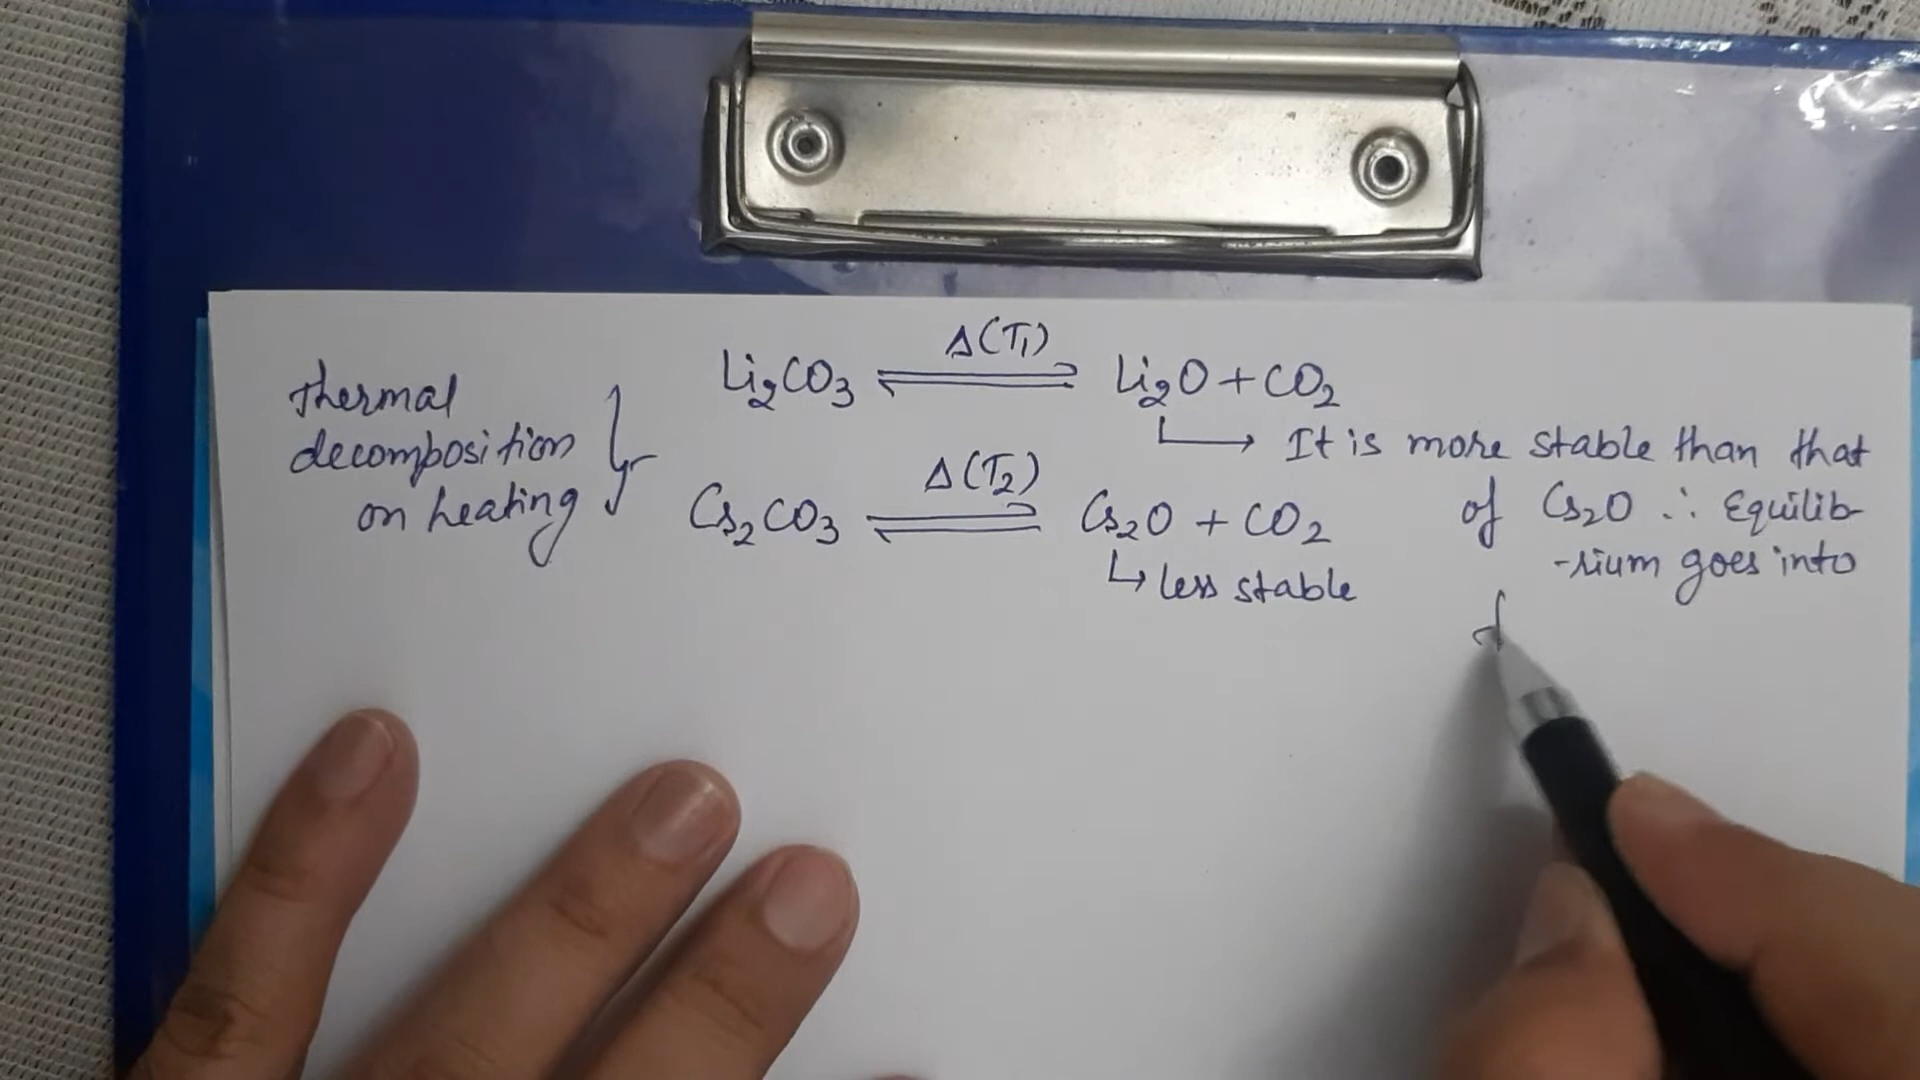 thermal
decomposition
on heating
Li₂CO₃ ⇌ Δ(T₁) Li₂O + CO₂
Cs₂CO₃ ⇌ Δ(T₂) Cs₂O + CO₂
↳ less stable
↳ It is more stable than that
of Cs₂O ∴ Equilib-
-rium goes into
f